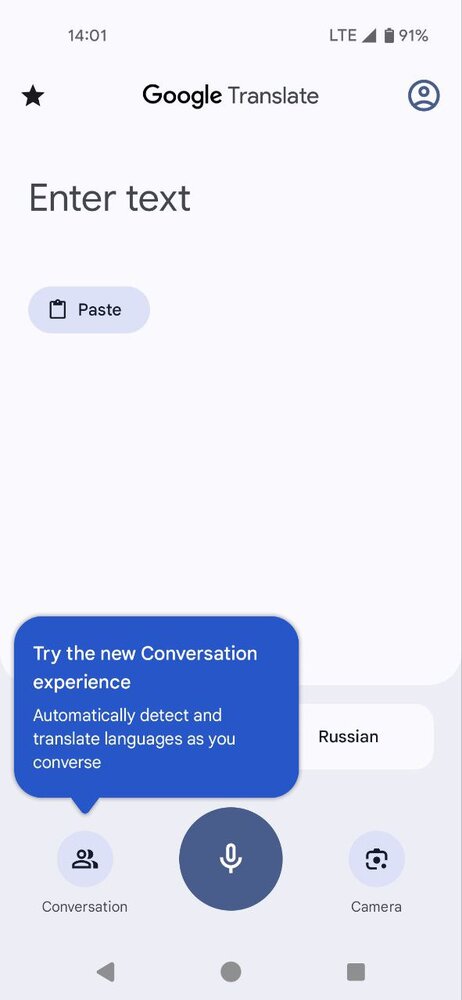 14:01
LTE 91%
Google Translate
Enter text
Paste
Try the new Conversation
experience
Automatically detect and
translate languages as you
converse
Russian
Conversation
Camera